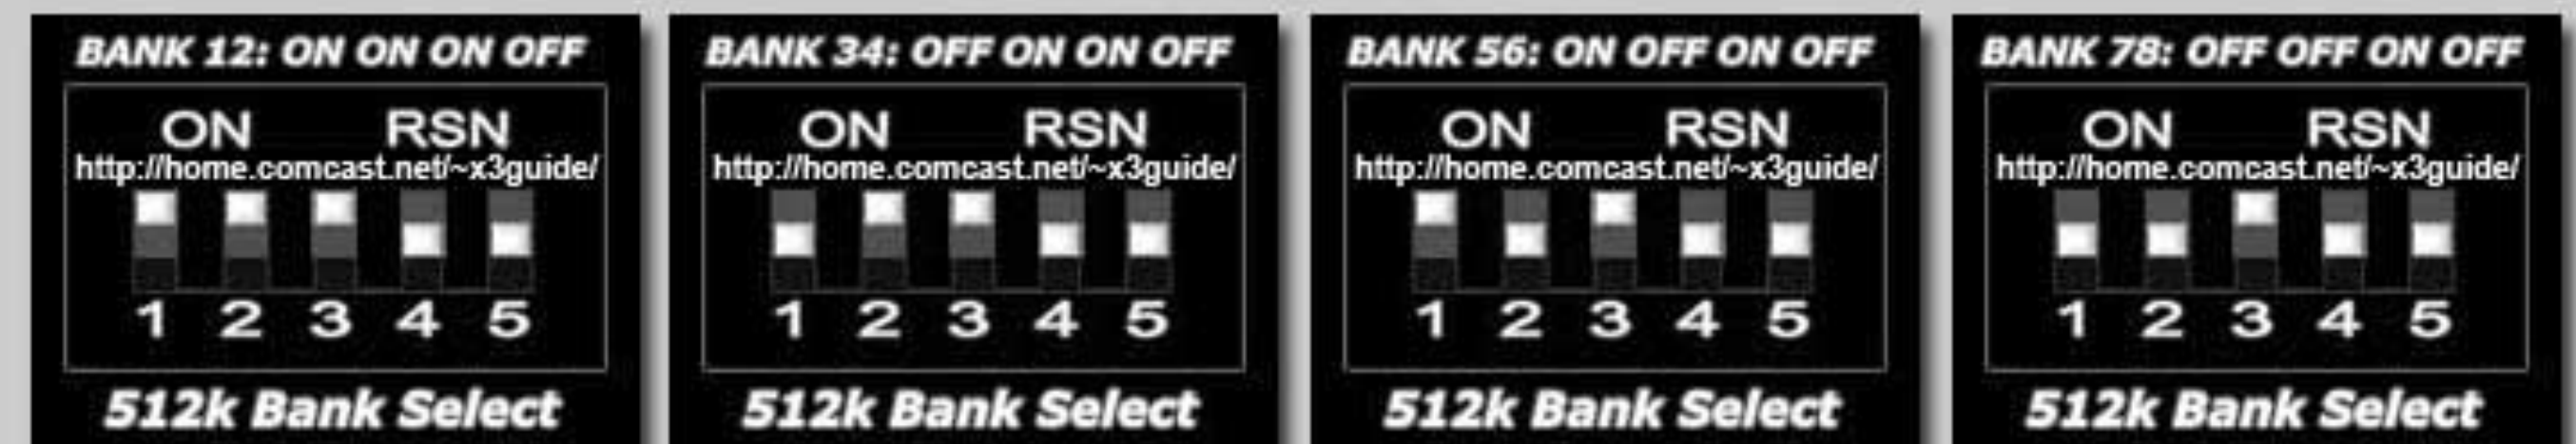 BANK 12: ON ON ON OFF
ON RSN
http://home.comcast.net/~x3guide/
1 2 3 4 5
512k Bank Select
BANK 34: OFF ON ON OFF
ON RSN
http://home.comcast.net/~x3guide/
1 2 3 4 5
512k Bank Select
BANK 56: ON OFF ON OFF
ON RSN
http://home.comcast.net/~x3guide/
1 2 3 4 5
512k Bank Select
BANK 78: OFF OFF ON OFF
ON RSN
http://home.comcast.net/~x3guide/
1 2 3 4 5
512k Bank Select